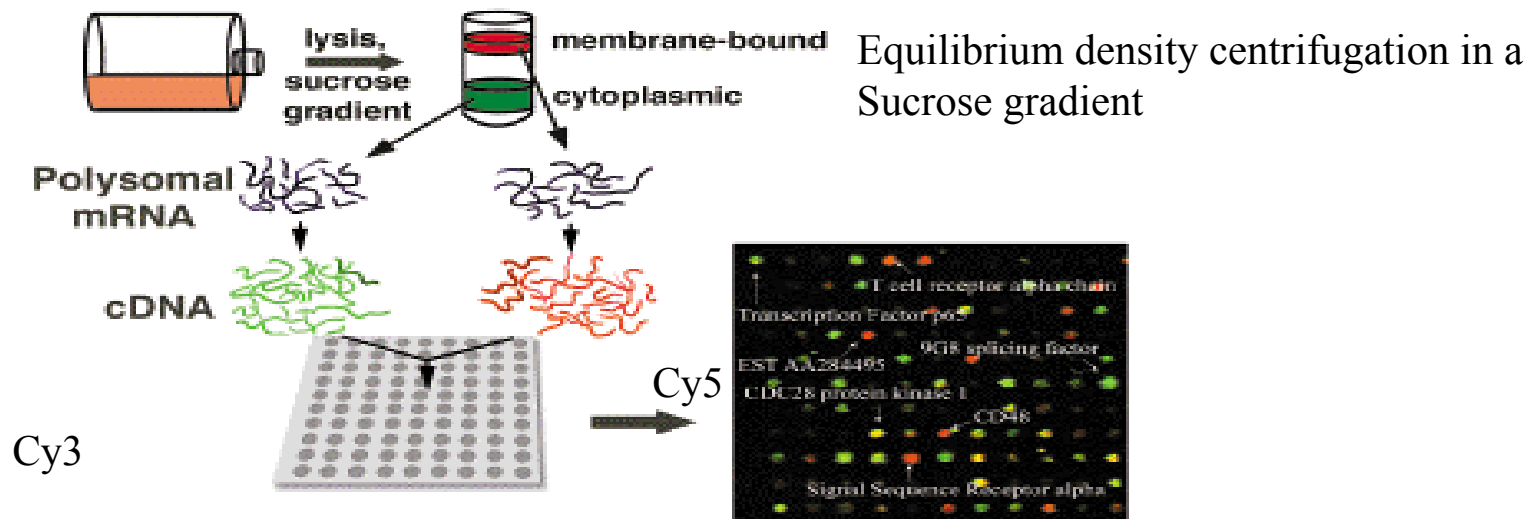 lysis,
sucrose
gradient
membrane-bound
cytoplasmic
Equilibrium density centrifugation in a
Sucrose gradient
Polysomal
mRNA
cDNA
Cy3
Cy5
T cell receptor alpha chain
Transcription Factor p65
9G8 splicing factor
EST AA284495
CDC28 protein kinase 1
CD48
Signal Sequence Receptor alpha